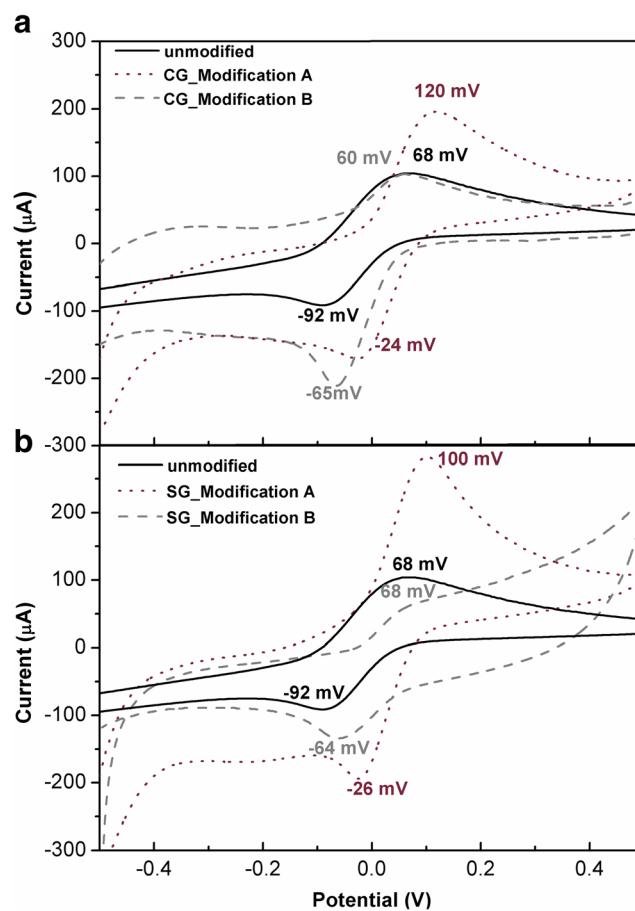 a
300
unmodified
CG_Modification A
CG_Modification B
200
100
0
-100
-200
-300
Current (µA)
120 mV
60 mV
68 mV
-92 mV
-24 mV
-65mV
b
unmodified
SG_Modification A
SG_Modification B
200
100
0
-100
-200
-300
Current (µA)
100 mV
68 mV
68 mV
-92 mV
-64 mV
-26 mV
-0.4 -0.2 0.0 0.2 0.4
Potential (V)